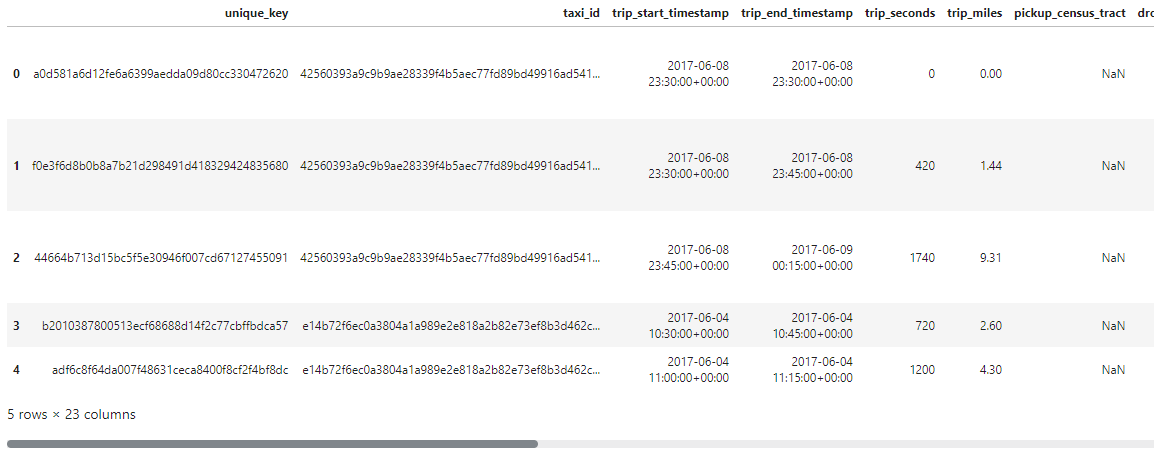 unique_key taxi_id trip_start_timestamp trip_end_timestamp trip_seconds trip_miles pickup_census_tract dro
0 a0d581a6d12fe6a6399aedda09d80cc330472620 42560393a9c9b9ae28339f4b5aec77fd89bd49916ad541... 2017-06-08 23:30:00+00:00 2017-06-08 23:30:00+00:00 0 0.00 NaN
1 f0e3f6d8b0b8a7b21d298491d418329424835680 42560393a9c9b9ae28339f4b5aec77fd89bd49916ad541... 2017-06-08 23:30:00+00:00 2017-06-08 23:45:00+00:00 420 1.44 NaN
2 44664b713d15bc5f5e30946f007cd67127455091 42560393a9c9b9ae28339f4b5aec77fd89bd49916ad541... 2017-06-08 23:45:00+00:00 2017-06-09 00:15:00+00:00 1740 9.31 NaN
3 b2010387800513ecf68688d14f2c77cbffbdca57 e14b72f6ec0a3804a1a989e2e818a2b82e73ef8b3d462c... 2017-06-04 10:30:00+00:00 2017-06-04 10:45:00+00:00 720 2.60 NaN
4 adf6c8f64da007f48631ceca8400f8cf2f4bf8dc e14b72f6ec0a3804a1a989e2e818a2b82e73ef8b3d462c... 2017-06-04 11:00:00+00:00 2017-06-04 11:15:00+00:00 1200 4.30 NaN
5 rows × 23 columns